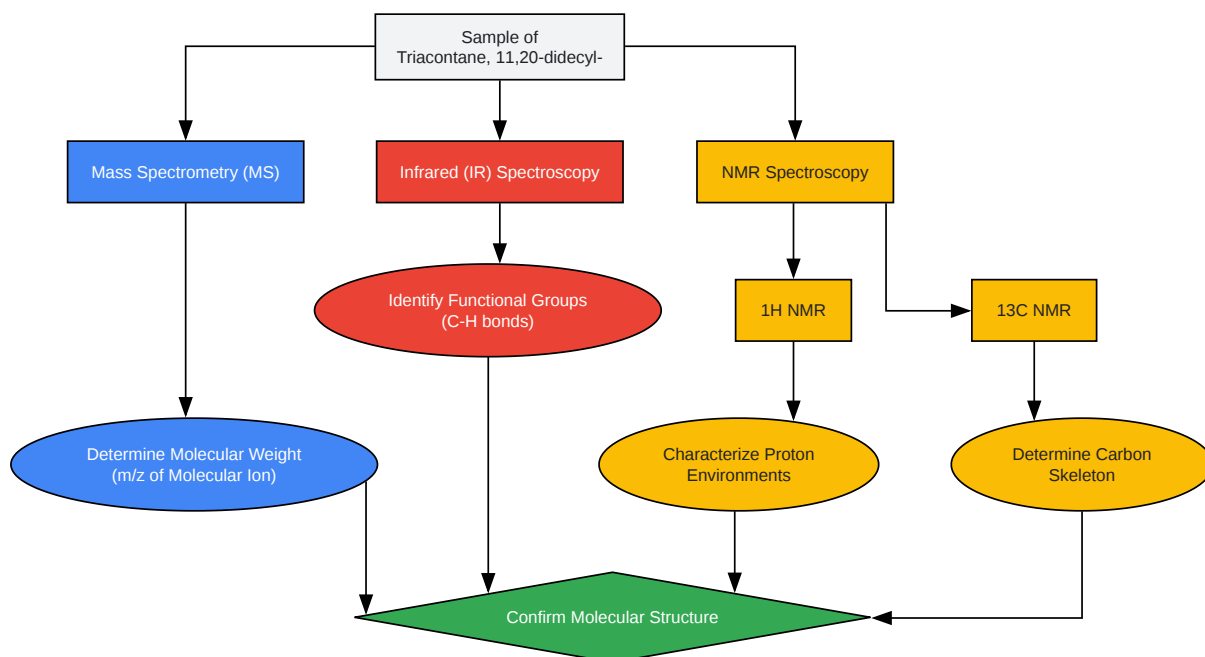 Sample of
Triacontane, 11,20-didecyl-
Mass Spectrometry (MS)
Infrared (IR) Spectroscopy
NMR Spectroscopy
Identify Functional Groups
(C-H bonds)
1H NMR
13C NMR
Determine Molecular Weight
(m/z of Molecular Ion)
Characterize Proton
Environments
Determine Carbon
Skeleton
Confirm Molecular Structure